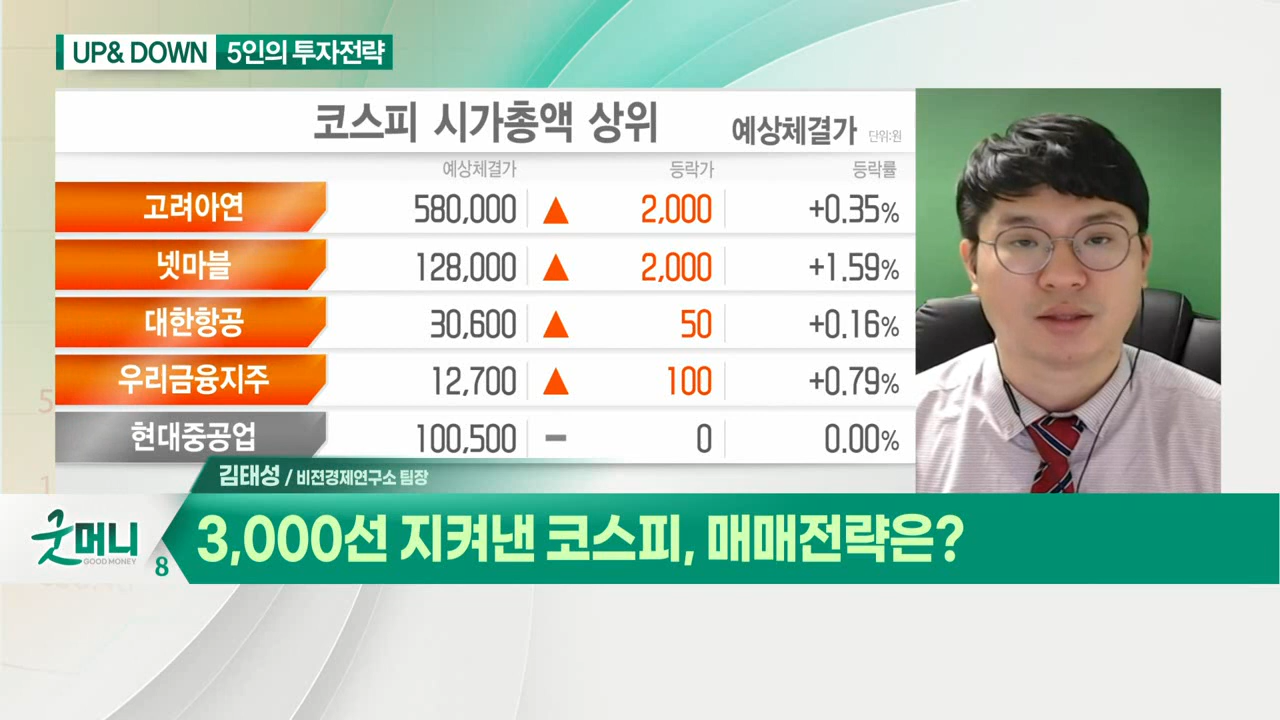 UP& DOWN 5인의 투자전략
코스피 시가총액 상위 예상체결가 단위:원
예상체결가 등락가 등락률
고려아연 580,000 ▲ 2,000 +0.35%
넷마블 128,000 ▲ 2,000 +1.59%
대한항공 30,600 ▲ 50 +0.16%
우리금융지주 12,700 ▲ 100 +0.79%
현대중공업 100,500 - 0 0.00%
5
1
김태성 / 비젼경제연구소 팀장
3,000선 지켜낸 코스피, 매매전략은?
굿머니
GOOD MONEY
8